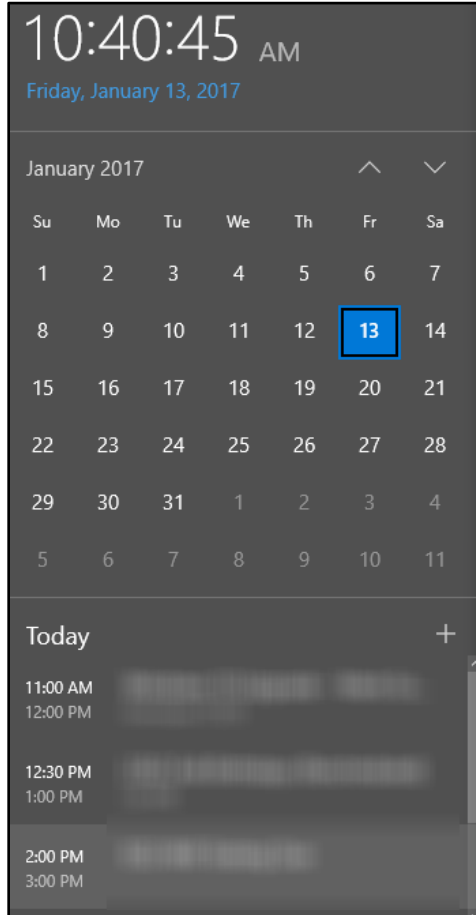 10:40:45 AM
Friday, January 13, 2017
January 2017
Su Mo Tu We Th Fr Sa
1 2 3 4 5 6 7
8 9 10 11 12 13 14
15 16 17 18 19 20 21
22 23 24 25 26 27 28
29 30 31 1 2 3 4
5 6 7 8 9 10 11
Today
11:00 AM
12:00 PM
12:30 PM
1:00 PM
2:00 PM
3:00 PM